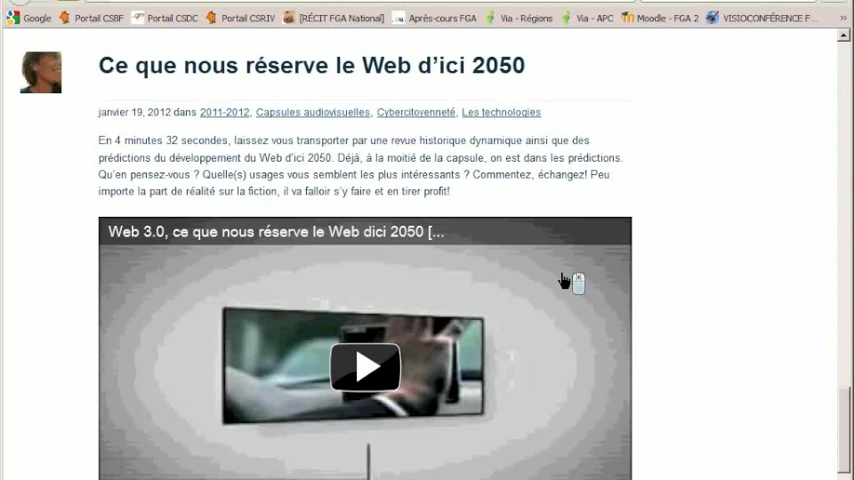 Google Portail CSBF Portail CSDC Portail CSRIV [RÉCIT FGA National] Après-cours FGA Via - Régions Via - APC Moodle - FGA 2 VISIOCONFÉRENCE F...
Ce que nous réserve le Web d'ici 2050
janvier 19, 2012 dans 2011-2012, Capsules audiovisuelles, Cybercitoyenneté, Les technologies
En 4 minutes 32 secondes, laissez vous transporter par une revue historique dynamique ainsi que des
prédictions du développement du Web d'ici 2050. Déjà, à la moitié de la capsule, on est dans les prédictions.
Qu'en pensez-vous ? Quelle(s) usages vous semblent les plus intéressants ? Commentez, échangez! Peu
importe la part de réalité sur la fiction, il va falloir s'y faire et en tirer profit!
Web 3.0, ce que nous réserve le Web dici 2050 [...